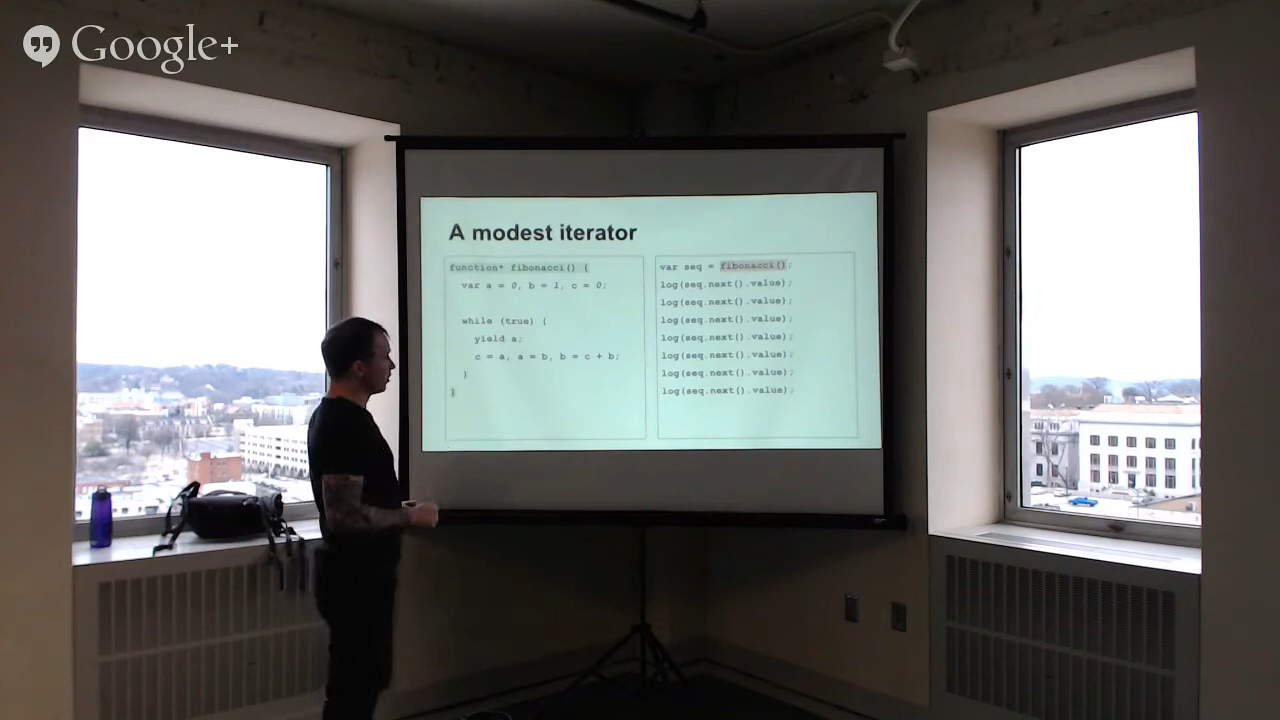 Google+
A modest iterator
function* fibonacci() {
var a = 0, b = 1, c = 0;
while (true) {
yield a;
c = a, a = b, b = c + b;
}
}
var seq = fibonacci();
log(seq.next().value);
log(seq.next().value);
log(seq.next().value);
log(seq.next().value);
log(seq.next().value);
log(seq.next().value);
log(seq.next().value);